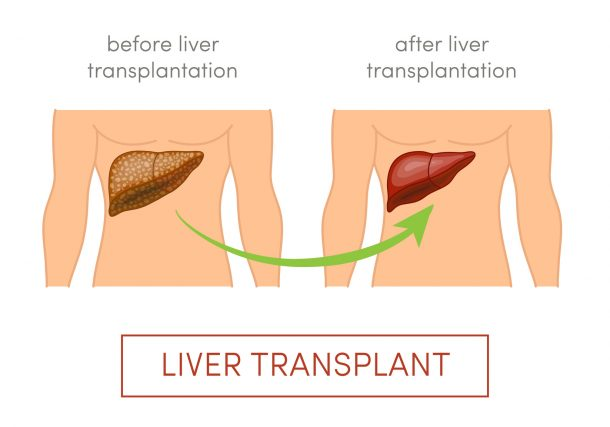 before liver
transplantation
after liver
transplantation
LIVER TRANSPLANT